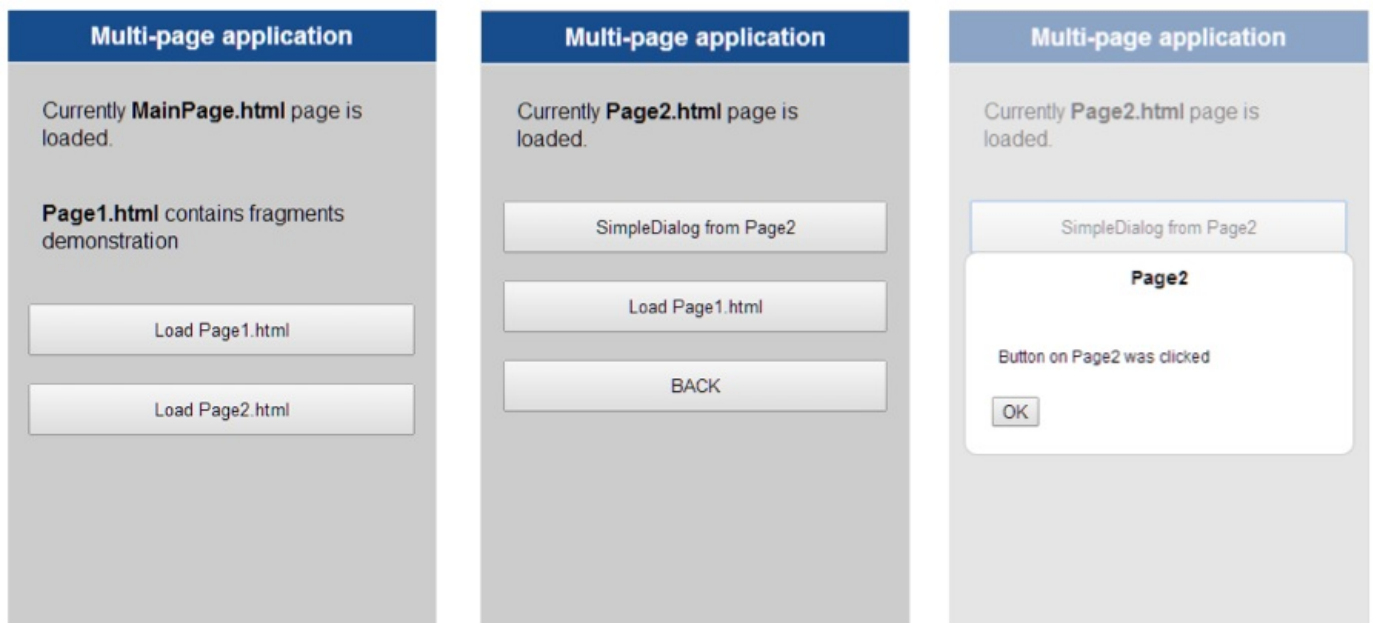 Multi-page application
Currently MainPage.html page is
loaded.
Page1.html contains fragments
demonstration
Load Page1.html
Load Page2.html
Multi-page application
Currently Page2.html page is
loaded.
SimpleDialog from Page2
Load Page1.html
BACK
Multi-page application
Currently Page2.html page is
loaded.
SimpleDialog from Page2
Page2
Button on Page2 was clicked
OK